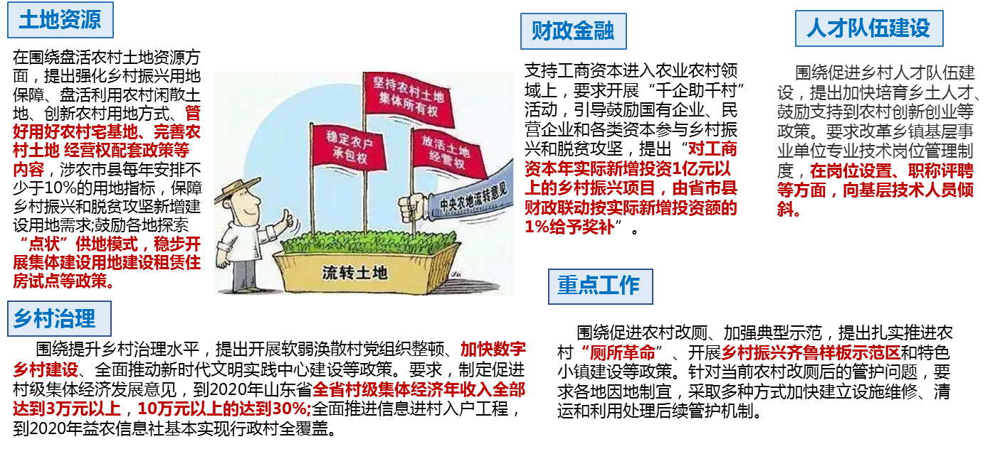 土地资源
在围绕盘活农村土地资源方
面，提出强化乡村振兴用地
保障、盘活利用农村闲散土
地、创新农村用地方式、管
好用好农村宅基地、完善农
村土地 经营权配套政策等
内容，涉农市县每年安排不
少于10%的用地指标，保障
乡村振兴和脱贫攻坚新增建
设用地需求;鼓励各地探索
“点状”供地模式，稳步开
展集体建设用地建设租赁住
房试点等政策。
坚持农村土地
集体所有权
稳定农户
承包权
放活土地
经营权
中央农地流转意见
流转土地
财政金融
支持工商资本进入农业农村领
域上，要求开展“千企助千村”
活动，引导鼓励国有企业、民
营企业和各类资本参与乡村振
兴和脱贫攻坚，提出“对工商
资本年实际新增投资1亿元以
上的乡村振兴项目，由省市县
财政联动按实际新增投资额的
1%给予奖补”。
人才队伍建设
围绕促进乡村人才队伍建
设，提出加快培育乡土人才、
鼓励支持到农村创新创业等
政策。要求改革乡镇基层事
业单位专业技术岗位管理制
度，在岗位设置、职称评聘
等方面，向基层技术人员倾
斜。
乡村治理
围绕提升乡村治理水平，提出开展软弱涣散村党组织整顿、加快数字
乡村建设、全面推动新时代文明实践中心建设等政策。要求，制定促进
村级集体经济发展意见，到2020年山东省全省村级集体经济年收入全部
达到3万元以上，10万元以上的达到30%;全面推进信息进村入户工程，
到2020年益农信息社基本实现行政村全覆盖。
重点工作
围绕促进农村改厕、加强典型示范，提出扎实推进农
村“厕所革命”、开展乡村振兴齐鲁样板示范区和特色
小镇建设等政策。针对当前农村改厕后的管护问题，要
求各地因地制宜，采取多种方式加快建立设施维修、清
运和利用处理后续管护机制。